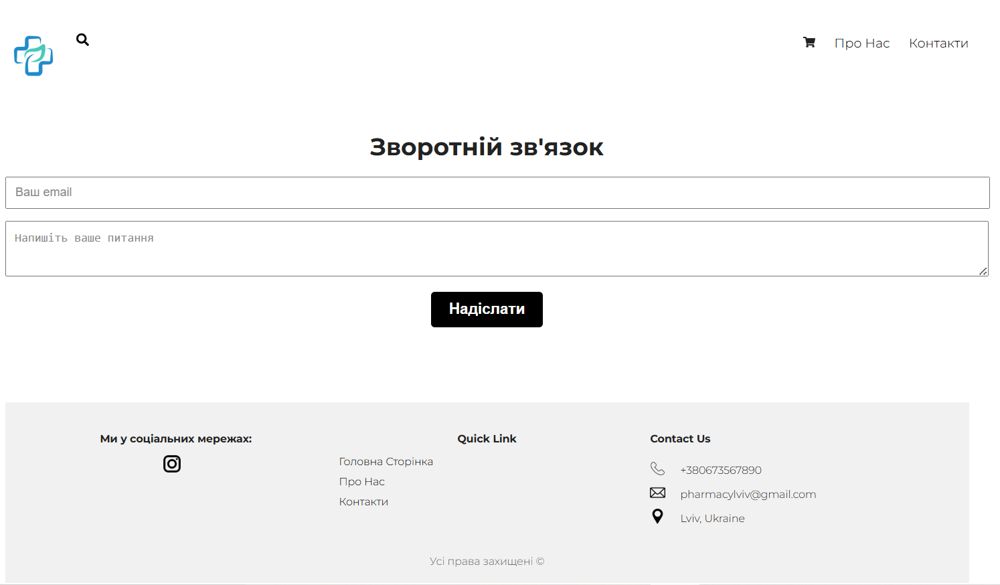 Про Нас
Контакти
Зворотній зв'язок
Ваш email
Напишіть ваше питання
Надіслати
Ми у соціальних мережах:
Quick Link
Головна Сторінка
Про Нас
Контакти
Contact Us
+380673567890
pharmacylviv@gmail.com
Lviv, Ukraine
Усі права захищені ©